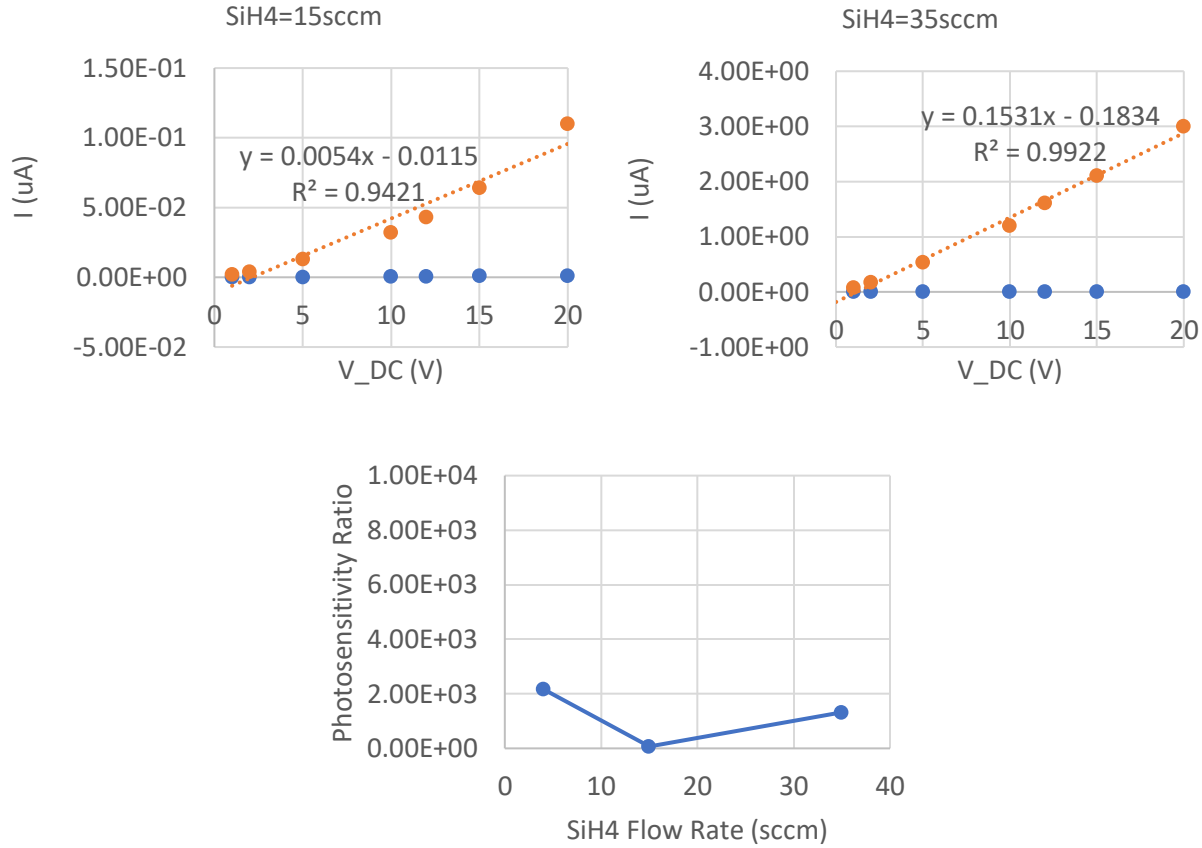 SiH4=15sccm
1.50E-01
1.00E-01
5.00E-02
0.00E+00
-5.00E-02
I (uA)
y = 0.0054x - 0.0115
R² = 0.9421
0 5 10 15 20
V_DC (V)
SiH4=35sccm
4.00E+00
3.00E+00
2.00E+00
1.00E+00
0.00E+00
-1.00E+00
I (uA)
y = 0.1531x - 0.1834
R² = 0.9922
0 5 10 15 20
V_DC (V)
1.00E+04
8.00E+03
6.00E+03
4.00E+03
2.00E+03
0.00E+00
Photosensitivity Ratio
0 10 20 30 40
SiH4 Flow Rate (sccm)